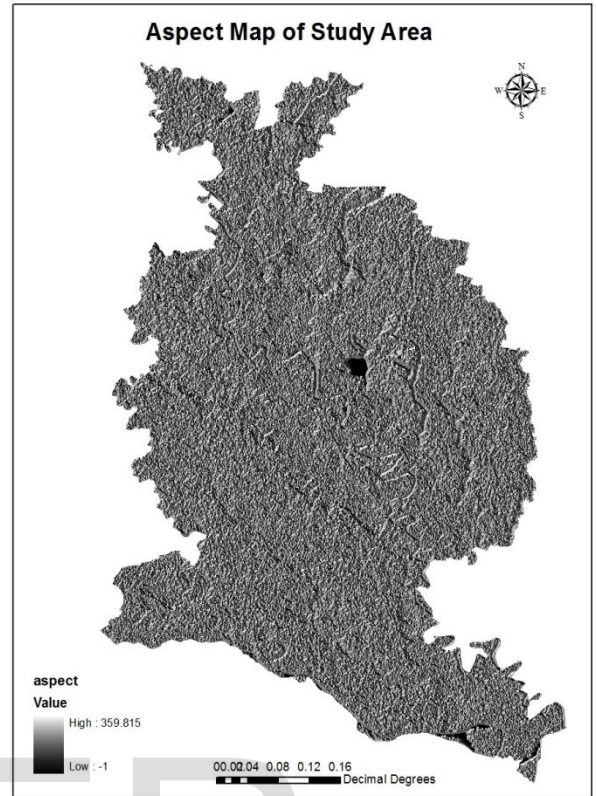 Aspect Map of Study Area
N
W E
S
aspect
Value
High : 359.815
Low : -1
00.02.04 0.08 0.12 0.16
Decimal Degrees